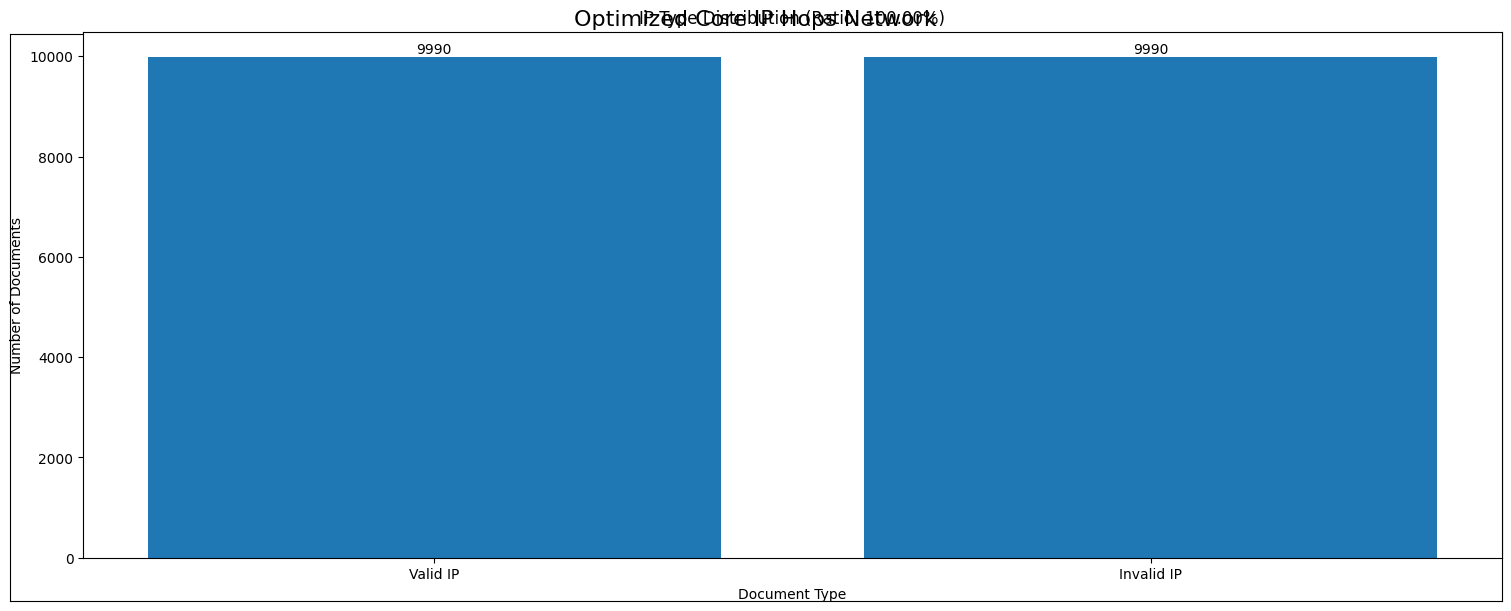 Optimized Core IP Hops Network
IP Type Distribution (Ratio: 100.00%)
9990
9990
10000
8000
6000
4000
2000
0
Number of Documents
Valid IP
Invalid IP
Document Type